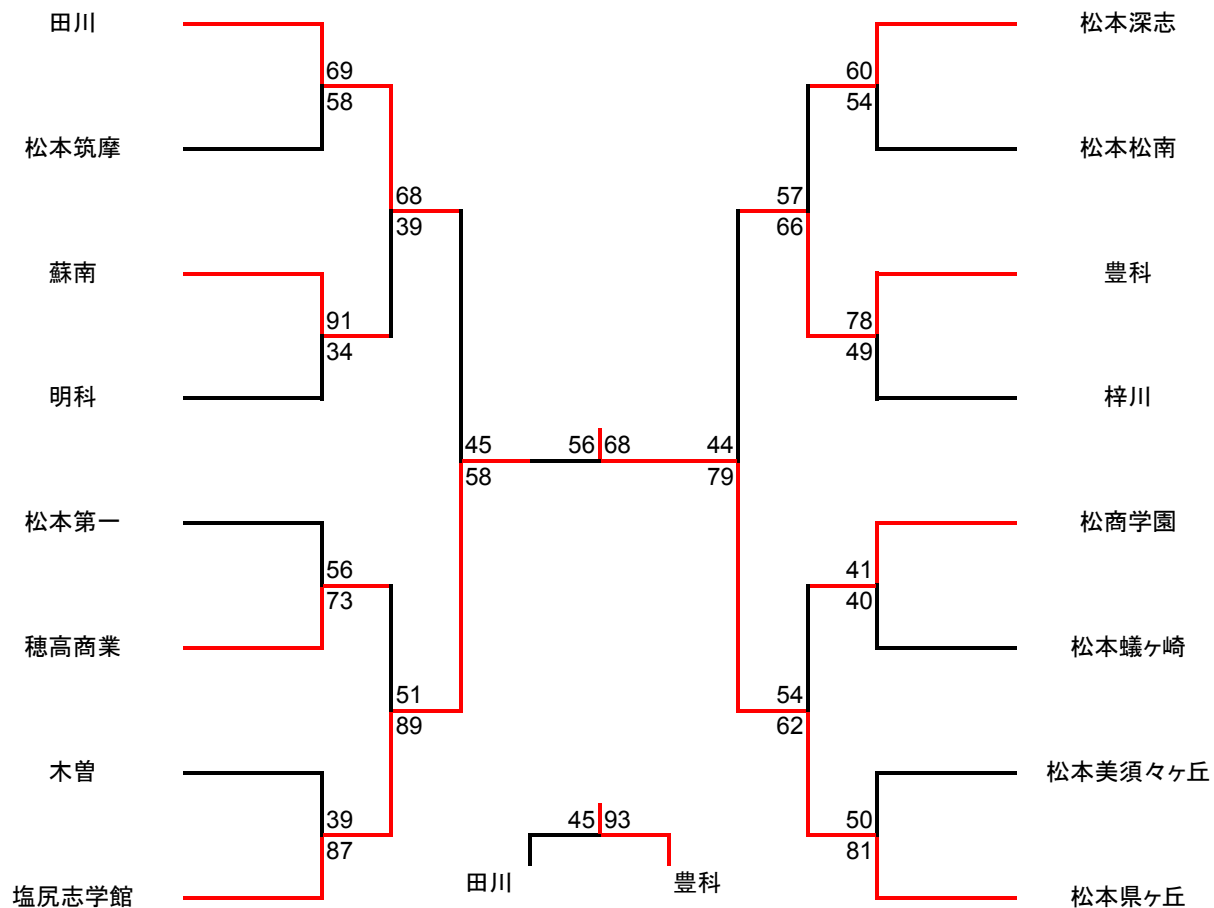 田川
松本深志
69
60
58
54
松本筑摩
松本松南
68
57
39
66
蘇南
豊科
91
78
34
49
明科
梓川
45
56 68
44
58
79
松本第一
松商学園
56
41
73
40
穂高商業
松本蟻ヶ崎
51
54
89
62
木曽
松本美須々ヶ丘
39
45 93
50
87
81
田川
豊科
塩尻志学館
松本県ヶ丘